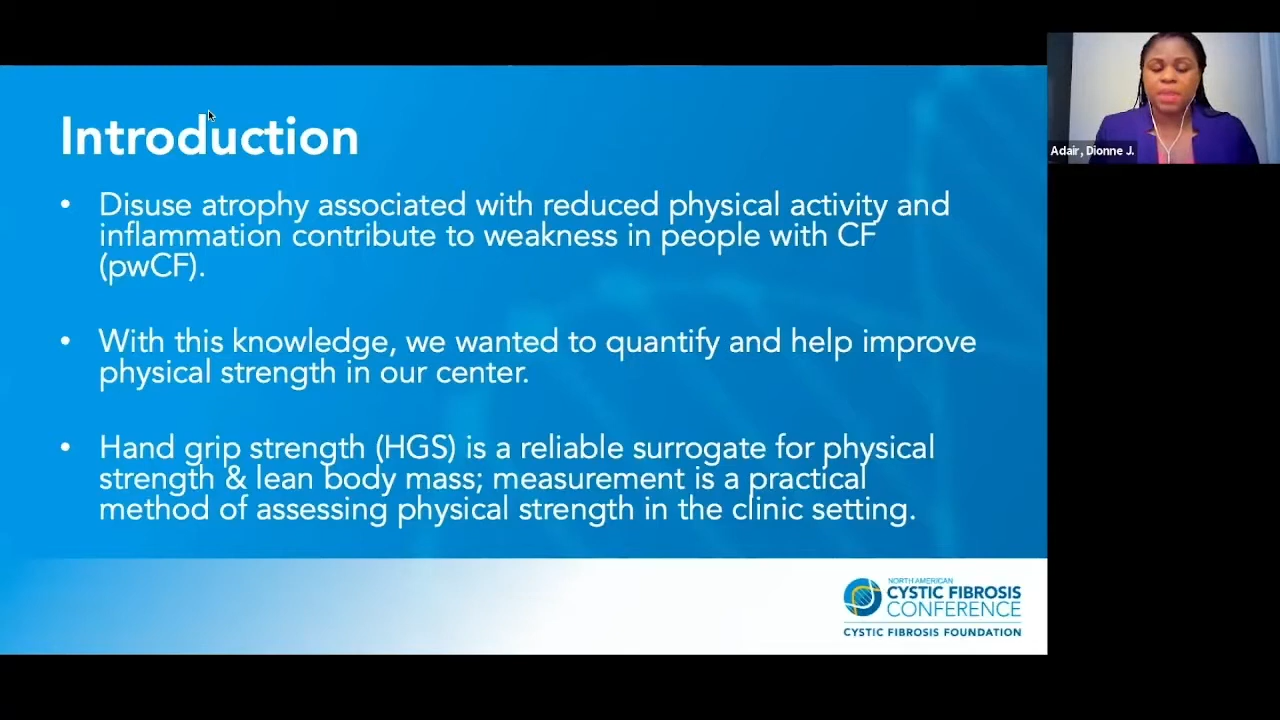 Introduction
• Disuse atrophy associated with reduced physical activity and
inflammation contribute to weakness in people with CF
(pwCF).
• With this knowledge, we wanted to quantify and help improve
physical strength in our center.
• Hand grip strength (HGS) is a reliable surrogate for physical
strength & lean body mass; measurement is a practical
method of assessing physical strength in the clinic setting.
NORTH AMERICAN
CYSTIC FIBROSIS
CONFERENCE
CYSTIC FIBROSIS FOUNDATION
Adair, Dionne J.